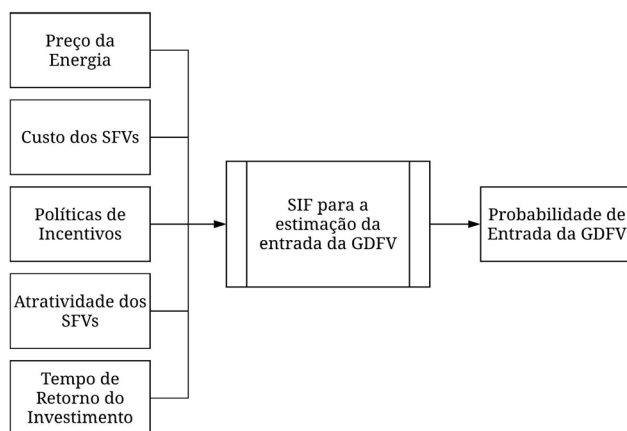 Preço da
Energia
Custo dos SFVs
Políticas de
Incentivos
Atratividade dos
SFVs
Tempo de
Retorno do
Investimento
SIF para a
estimação da
entrada da GDFV
Probabilidade de
Entrada da GDFV